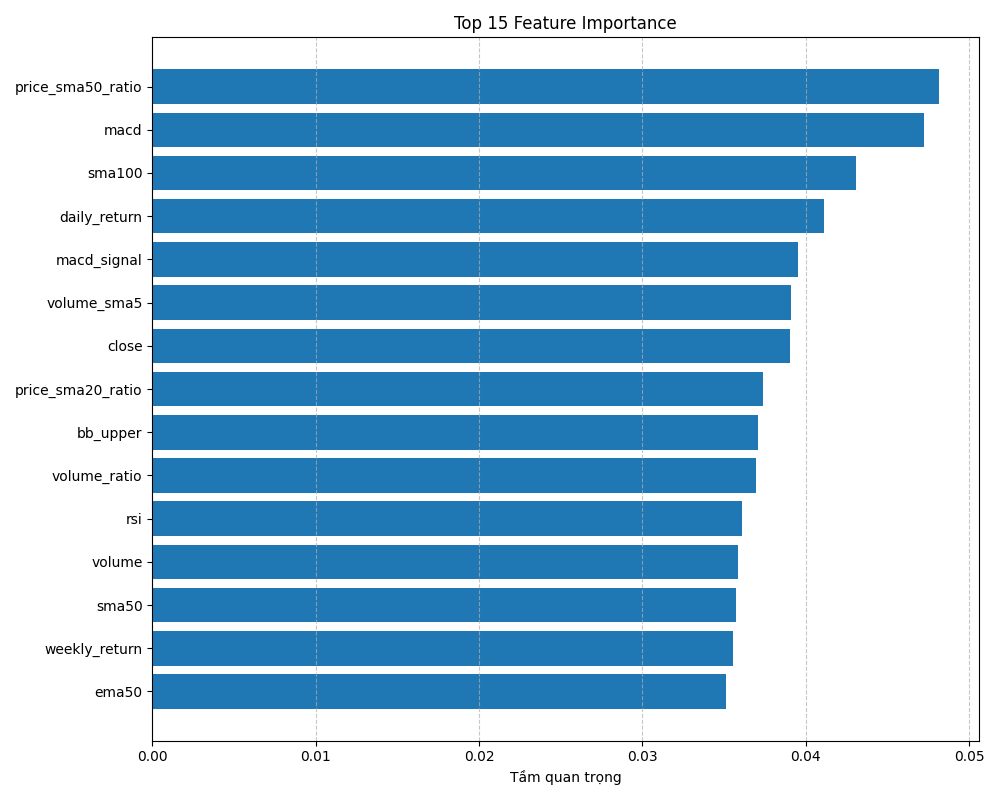 Top 15 Feature Importance
price_sma50_ratio
macd
sma100
daily_return
macd_signal
volume_sma5
close
price_sma20_ratio
bb_upper
volume_ratio
rsi
volume
sma50
weekly_return
ema50
0.00 0.01 0.02 0.03 0.04 0.05
Tầm quan trọng